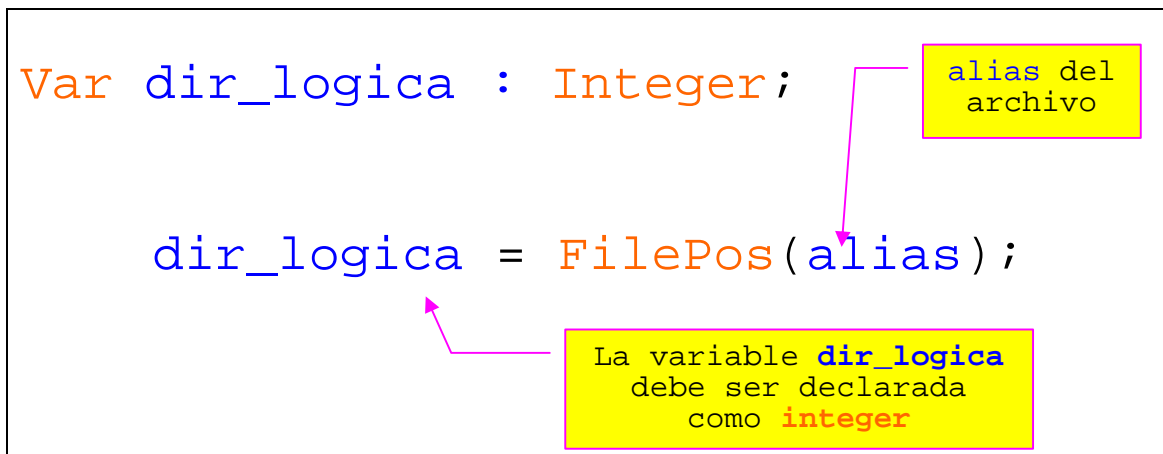 Var dir_logica : Integer;
alias del
archivo
dir_logica = FilePos(alias);
La variable dir_logica
debe ser declarada
como integer